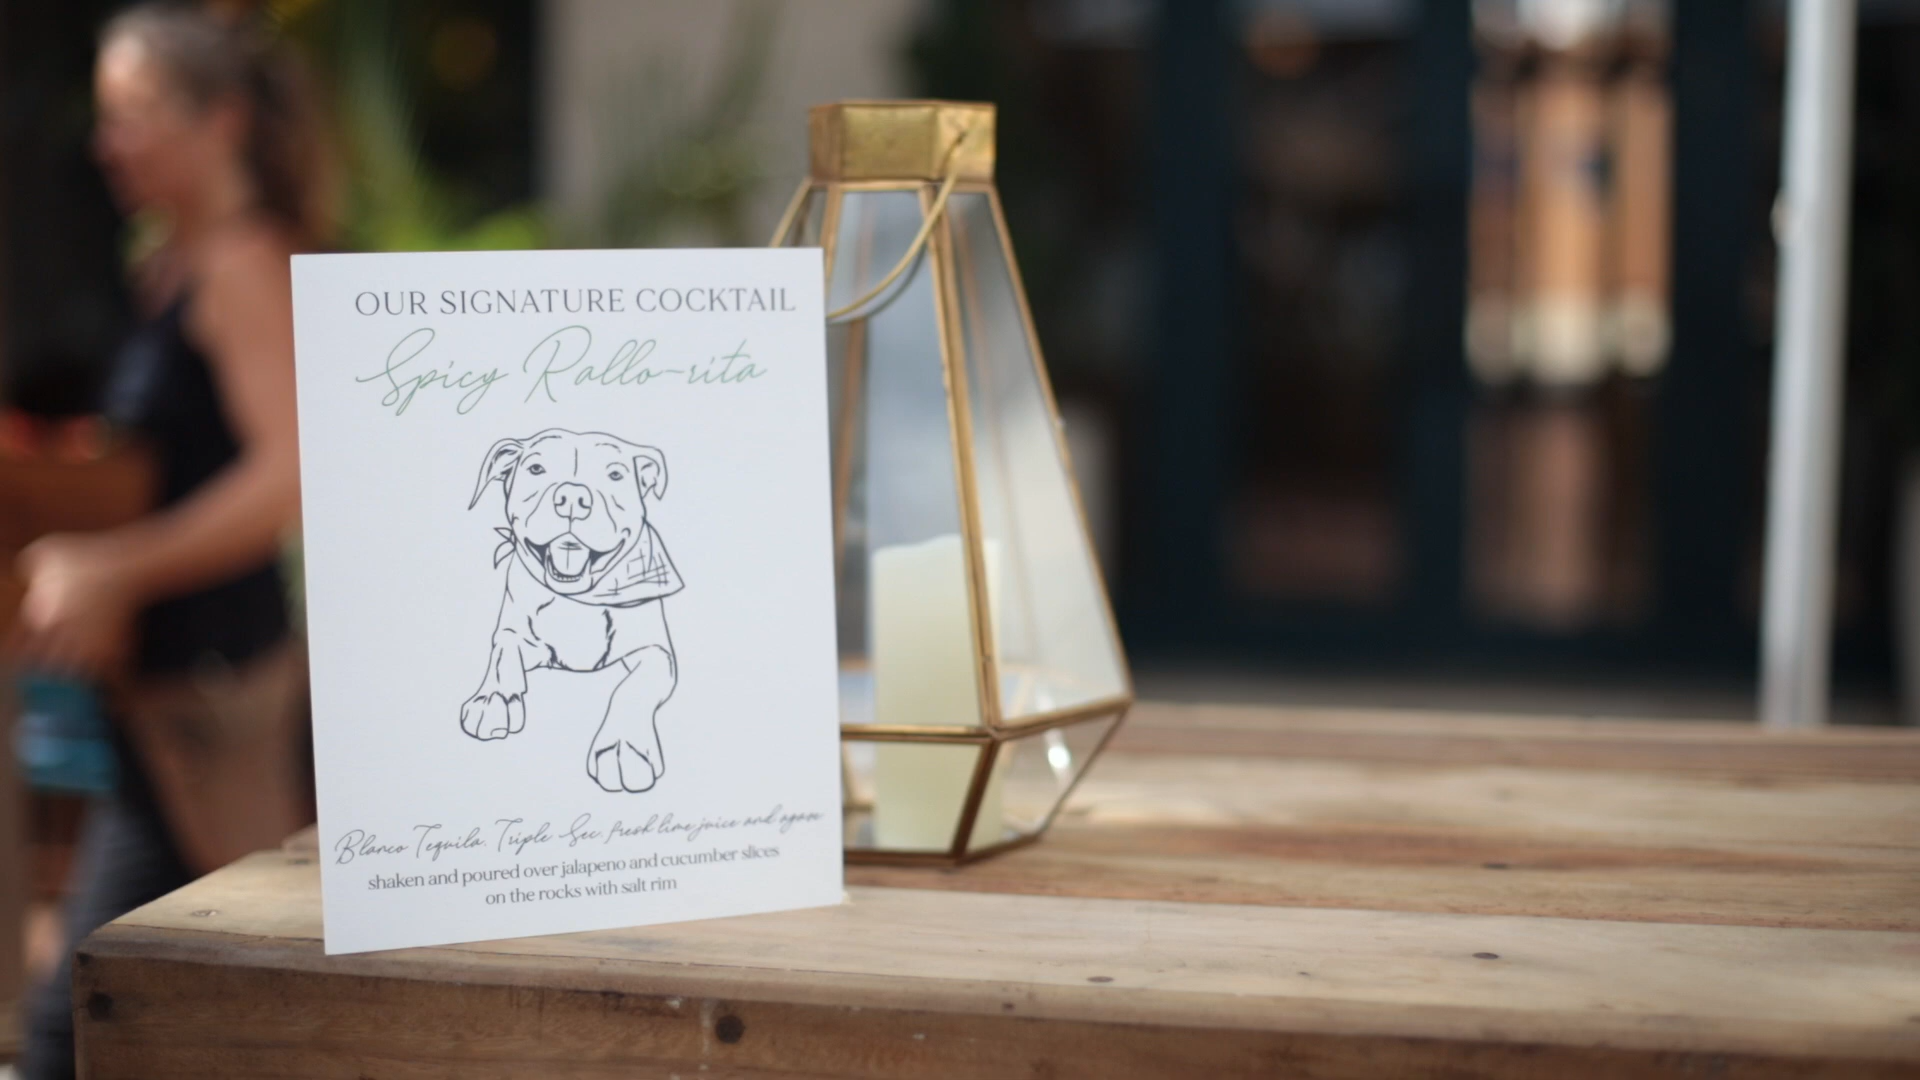 OUR SIGNATURE COCKTAIL
Spicy Rallo-rita
Blanco Tequila, Triple Sec, fresh lime juice and agave
shaken and poured over jalapeno and cucumber slices
on the rocks with salt rim